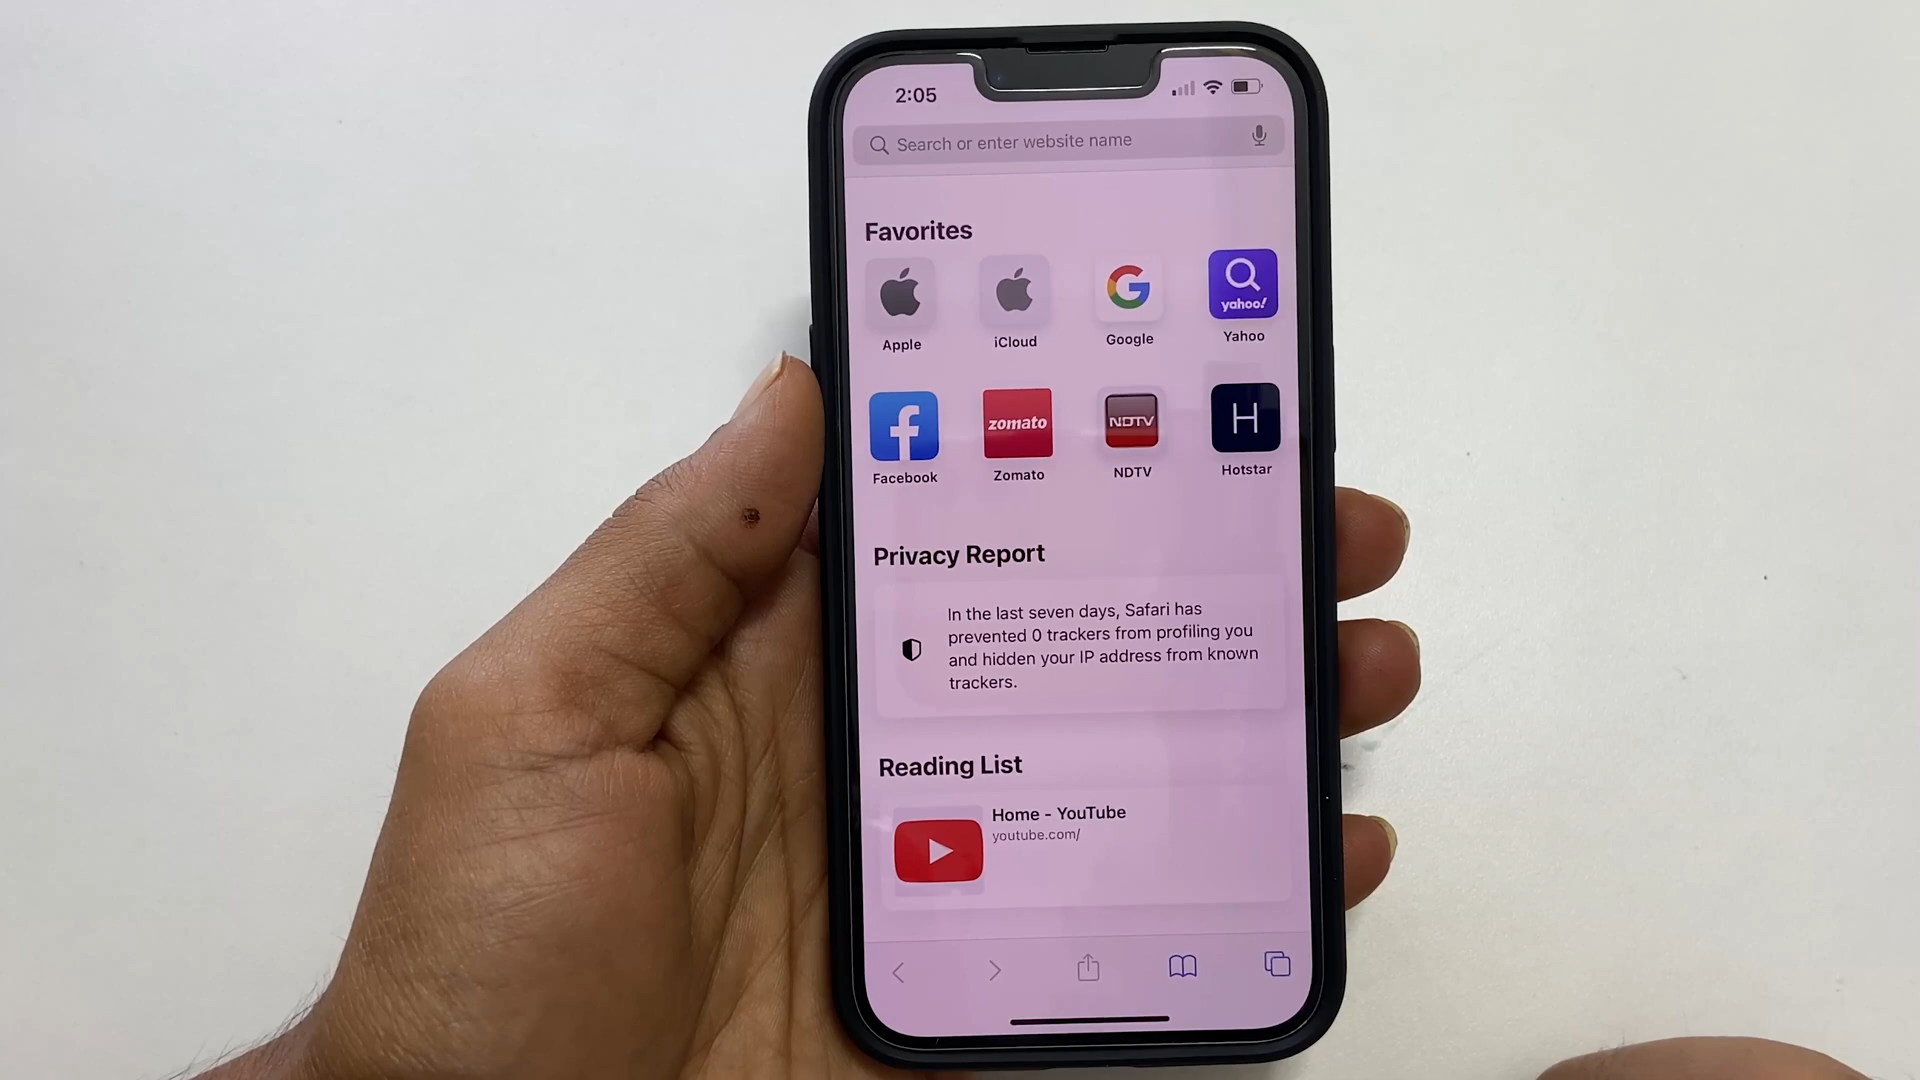 2:05
Search or enter website name
Favorites
yahoo!
Apple
iCloud
Google
Yahoo
zomato
NDTV
H
Facebook
Zomato
NDTV
Hotstar
Privacy Report
In the last seven days, Safari has
prevented 0 trackers from profiling you
and hidden your IP address from known
trackers.
Reading List
Home - YouTube
youtube.com/